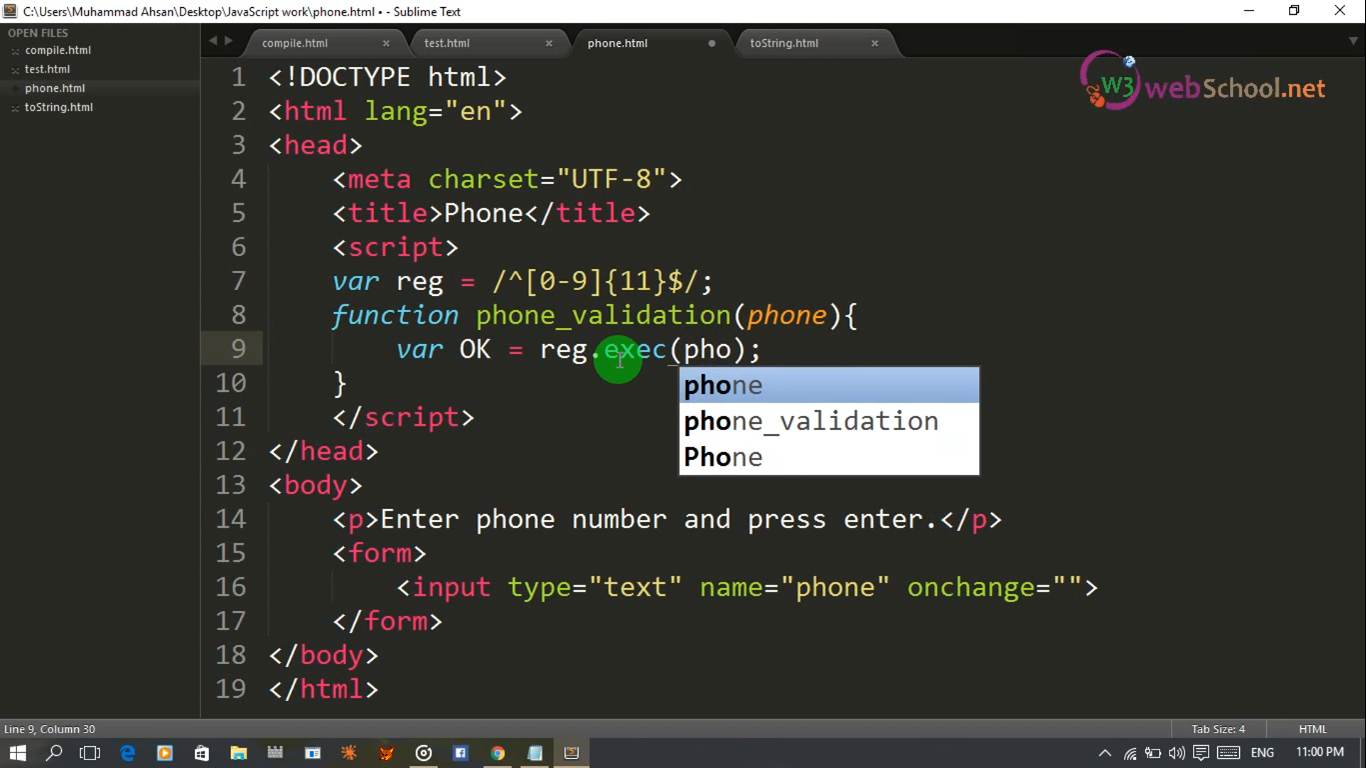 C:\Users\Muhammad Ahsan\Desktop\JavaScript work\phone.html • - Sublime Text
OPEN FILES
compile.html
test.html
phone.html
toString.html
compile.html × test.html × phone.html • toString.html ×
W3 webSchool.net
1 <!DOCTYPE html>
2 <html lang="en">
3 <head>
4 <meta charset="UTF-8">
5 <title>Phone</title>
6 <script>
7 var reg = /^[0-9]{11}$/;
8 function phone_validation(phone){
9 var OK = reg.exec(pho);
10 }
phone
phone_validation
Phone
11 </script>
12 </head>
13 <body>
14 <p>Enter phone number and press enter.</p>
15 <form>
16 <input type="text" name="phone" onchange="">
17 </form>
18 </body>
19 </html>
Line 9, Column 30 Tab Size: 4 HTML
ENG 11:00 PM